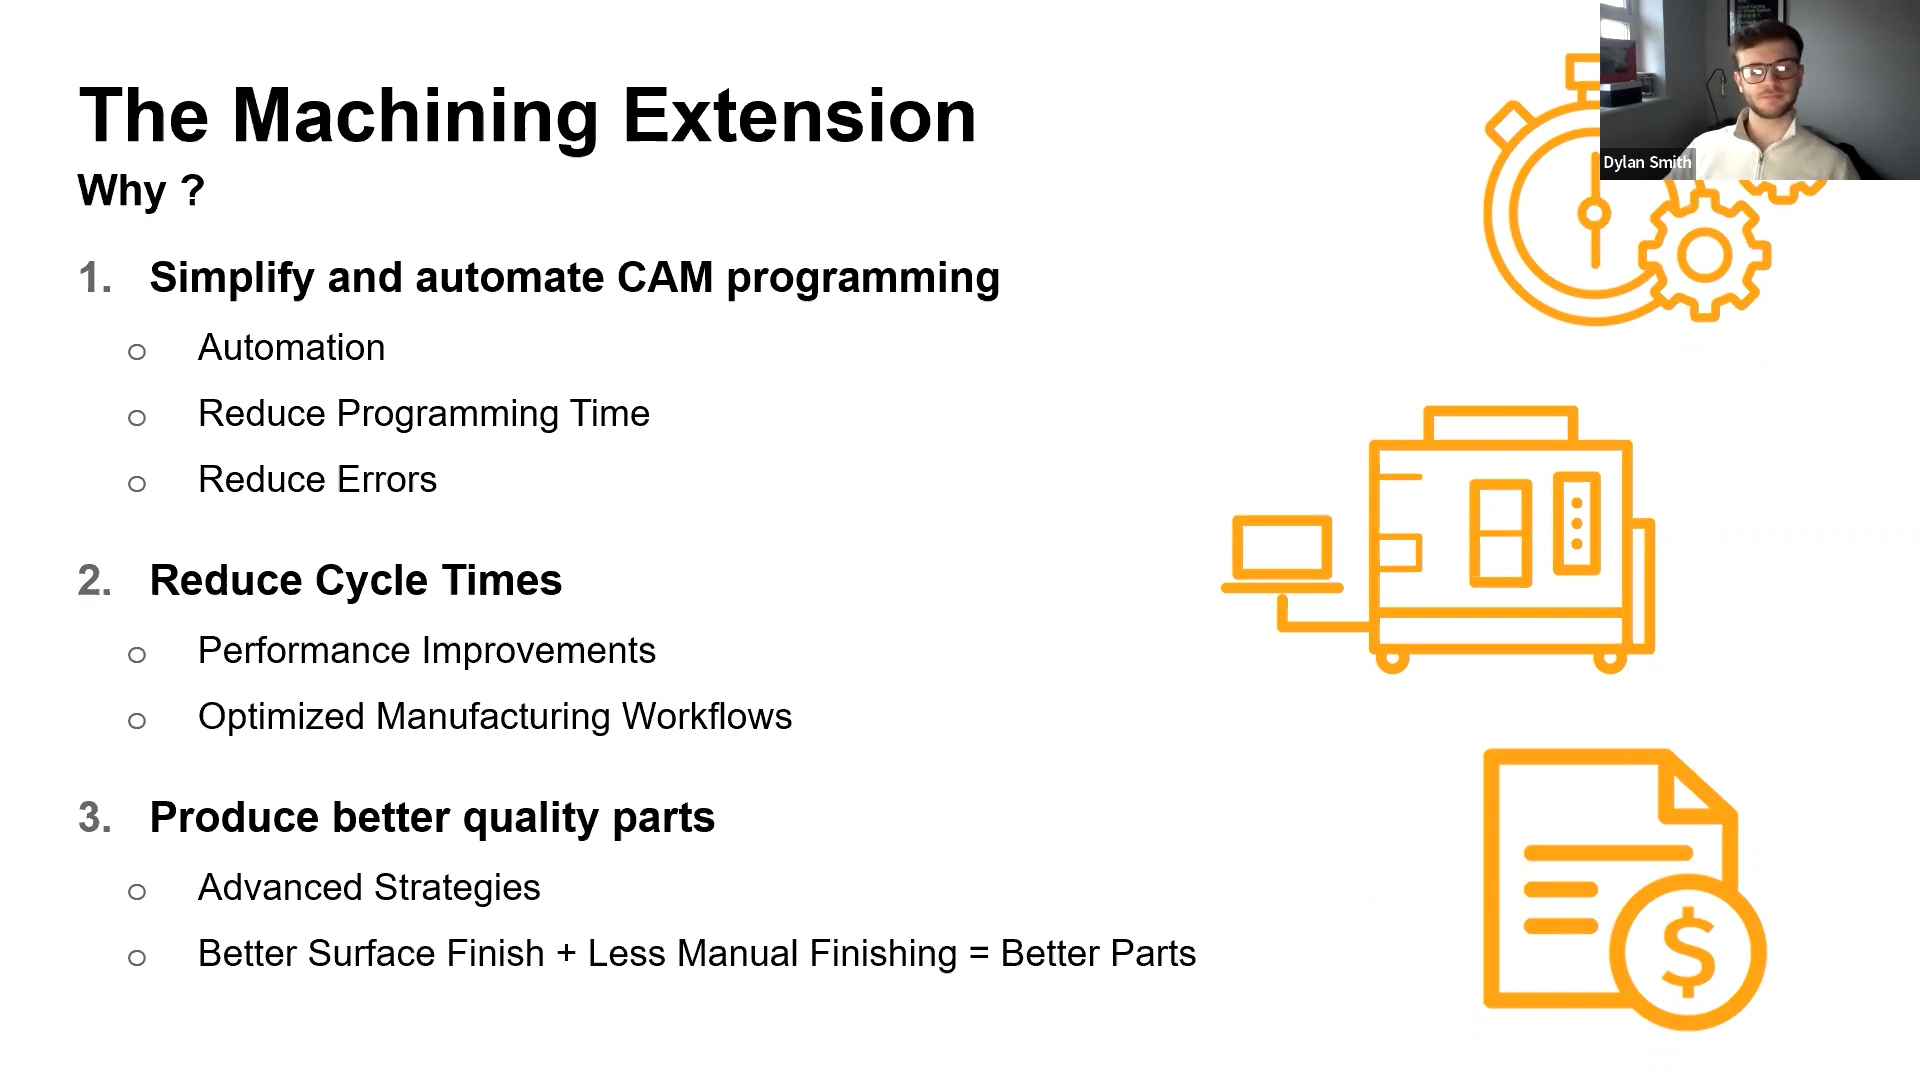 The Machining Extension
Why ?
1. Simplify and automate CAM programming
o Automation
o Reduce Programming Time
o Reduce Errors
2. Reduce Cycle Times
o Performance Improvements
o Optimized Manufacturing Workflows
3. Produce better quality parts
o Advanced Strategies
o Better Surface Finish + Less Manual Finishing = Better Parts
Dylan Smith
$